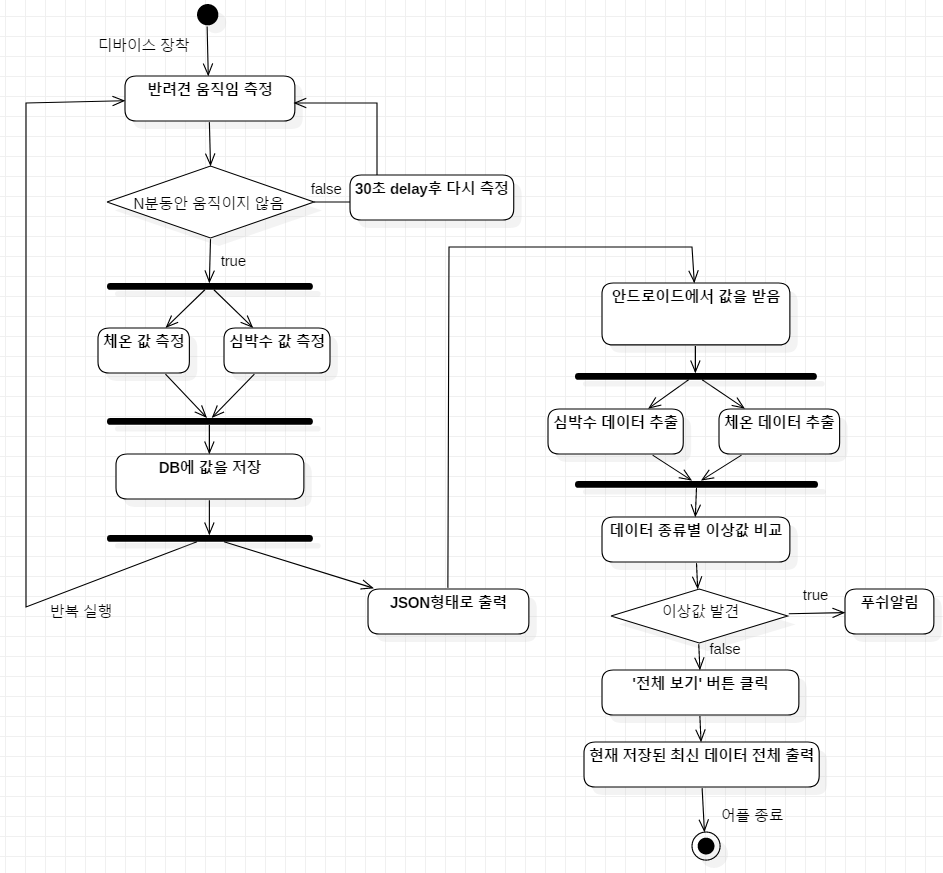 디바이스 장착
반려견 움직임 측정
N분동안 움직이지 않음
false
30초 delay후 다시 측정
true
체온 값 측정
심박수 값 측정
DB에 값을 저장
반복 실행
JSON형태로 출력
안드로이드에서 값을 받음
심박수 데이터 추출
체온 데이터 추출
데이터 종류별 이상값 비교
이상값 발견
true
푸쉬알림
false
'전체 보기' 버튼 클릭
현재 저장된 최신 데이터 전체 출력
어플 종료